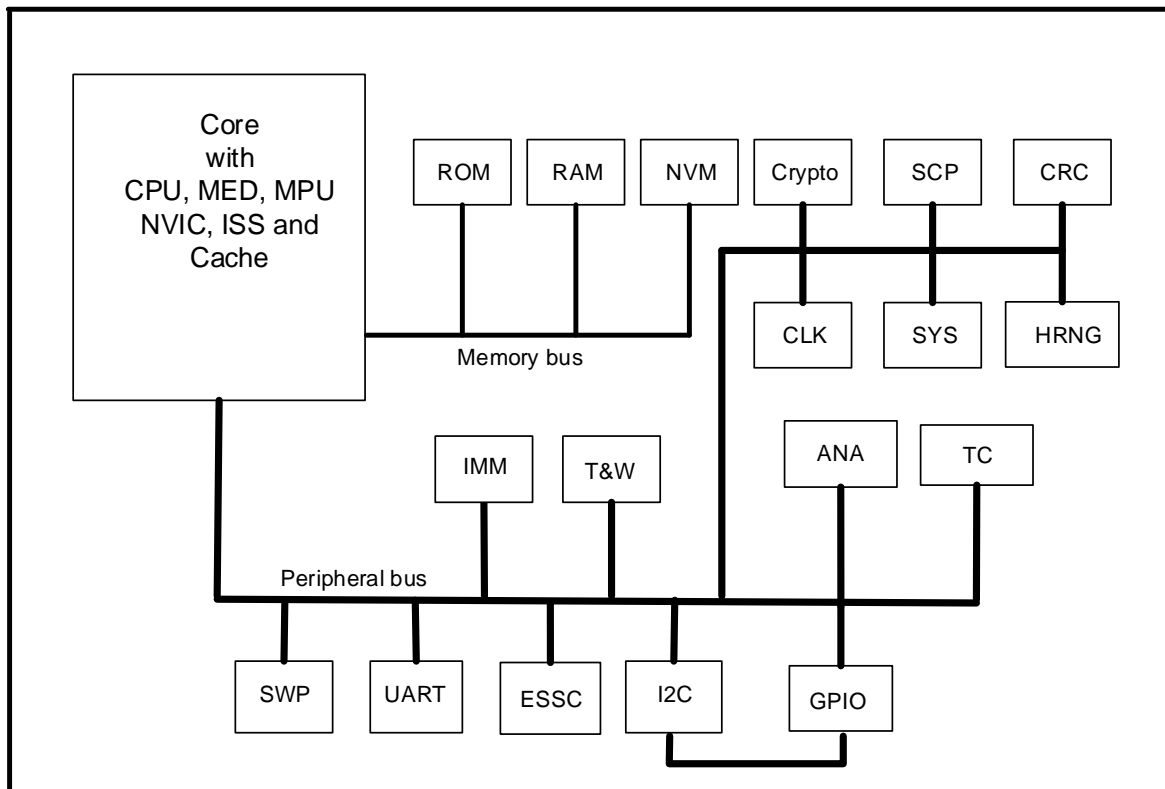 Core
with
CPU, MED, MPU
NVIC, ISS and
Cache
ROM
RAM
NVM
Crypto
SCP
CRC
CLK
SYS
HRNG
Memory bus
IMM
T&W
ANA
TC
Peripheral bus
SWP
UART
ESSC
I2C
GPIO